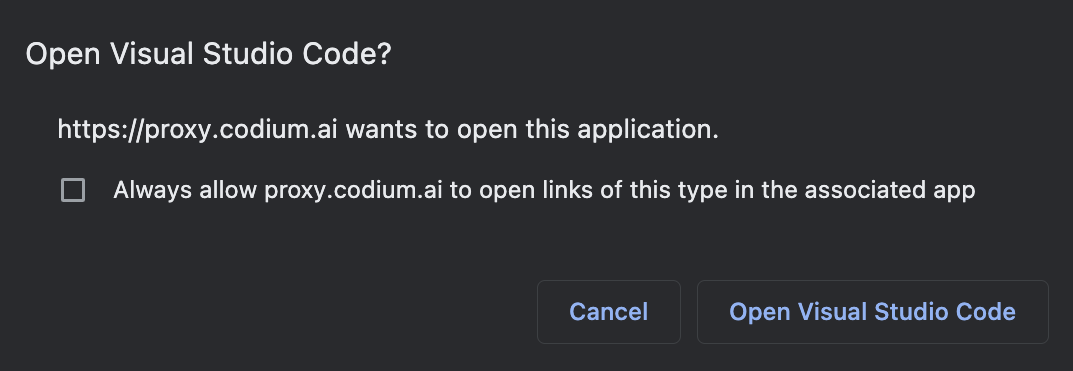 Open Visual Studio Code?
https://proxy.codium.ai wants to open this application.
Always allow proxy.codium.ai to open links of this type in the associated app
Cancel
Open Visual Studio Code